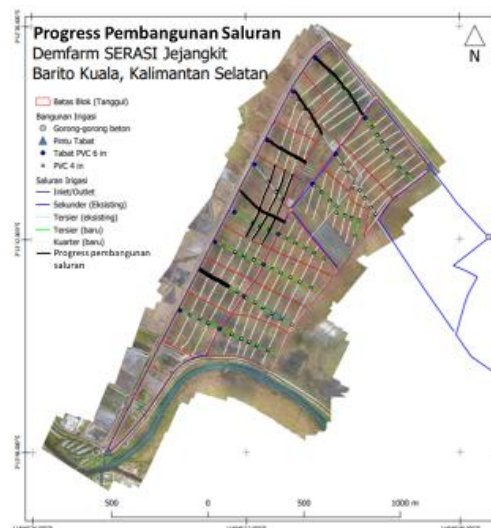 Progress Pembangunan Saluran
Demfarm SERASI Jejangkit
Barito Kuala, Kalimantan Selatan
N
Batas Blok (Tanggul)
Bangunan Irigasi
Gorong-gorong beton
Pintu Tabat
Tabat PVC 6 in
PVC 4 in
Saluran Irigasi
Inlet/Outlet
Sekunder (Eksisting)
Tersier (eksisting)
Tersier (baru)
Kuarter (baru)
Progress pembangunan
saluran
500 0 500 1000 m